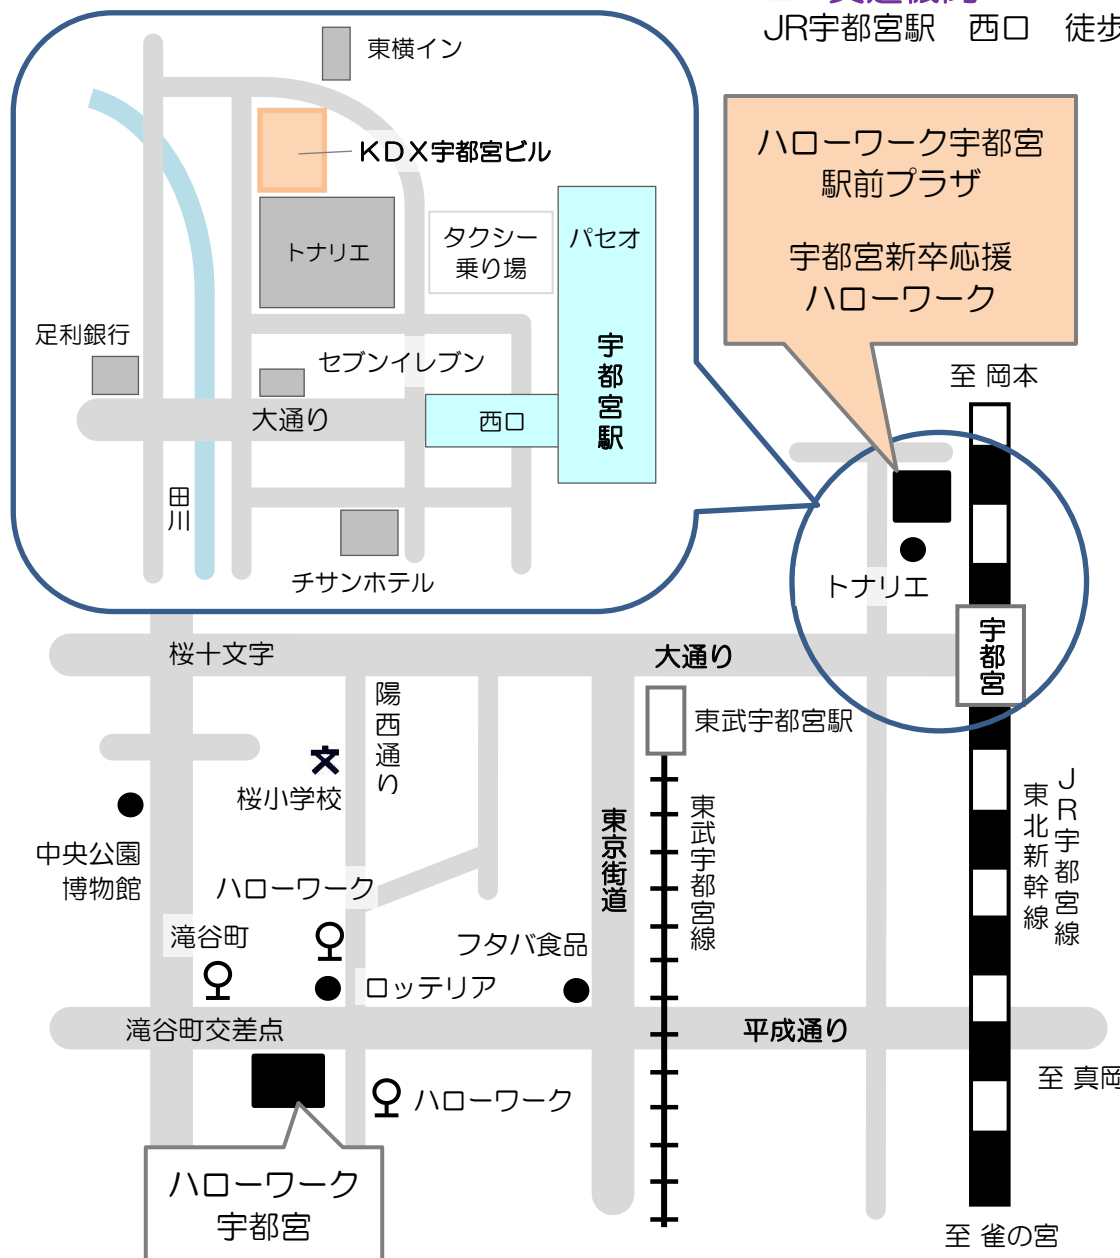 JR宇都宮駅　西口　徒歩
東横イン
KDX宇都宮ビル
トナリエ
タクシー
乗り場
パセオ
足利銀行
セブンイレブン
宇都宮駅
大通り
西口
田川
チサンホテル
ハローワーク宇都宮
駅前プラザ
宇都宮新卒応援
ハローワーク
至 岡本
トナリエ
宇都宮
桜十文字
大通り
陽西通り
東武宇都宮駅
桜小学校
中央公園
博物館
東京街道
東武宇都宮線
JR宇都宮線
東北新幹線
ハローワーク
滝谷町
フタバ食品
ロッテリア
滝谷町交差点
平成通り
至 真岡
ハローワーク
ハローワーク
宇都宮
至 雀の宮